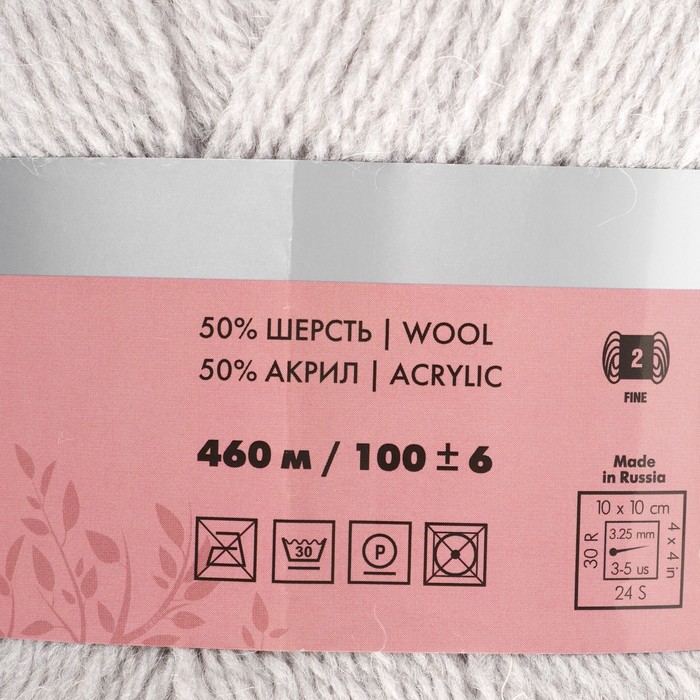 50% ШЕРСТЬ | WOOL
50% АКРИЛ | ACRYLIC
2
FINE
460 м / 100 ± 6
Made
in Russia
30
P
10 x 10 cm
30 R
3.25 mm
3-5 us
4 x 4 in
24 S